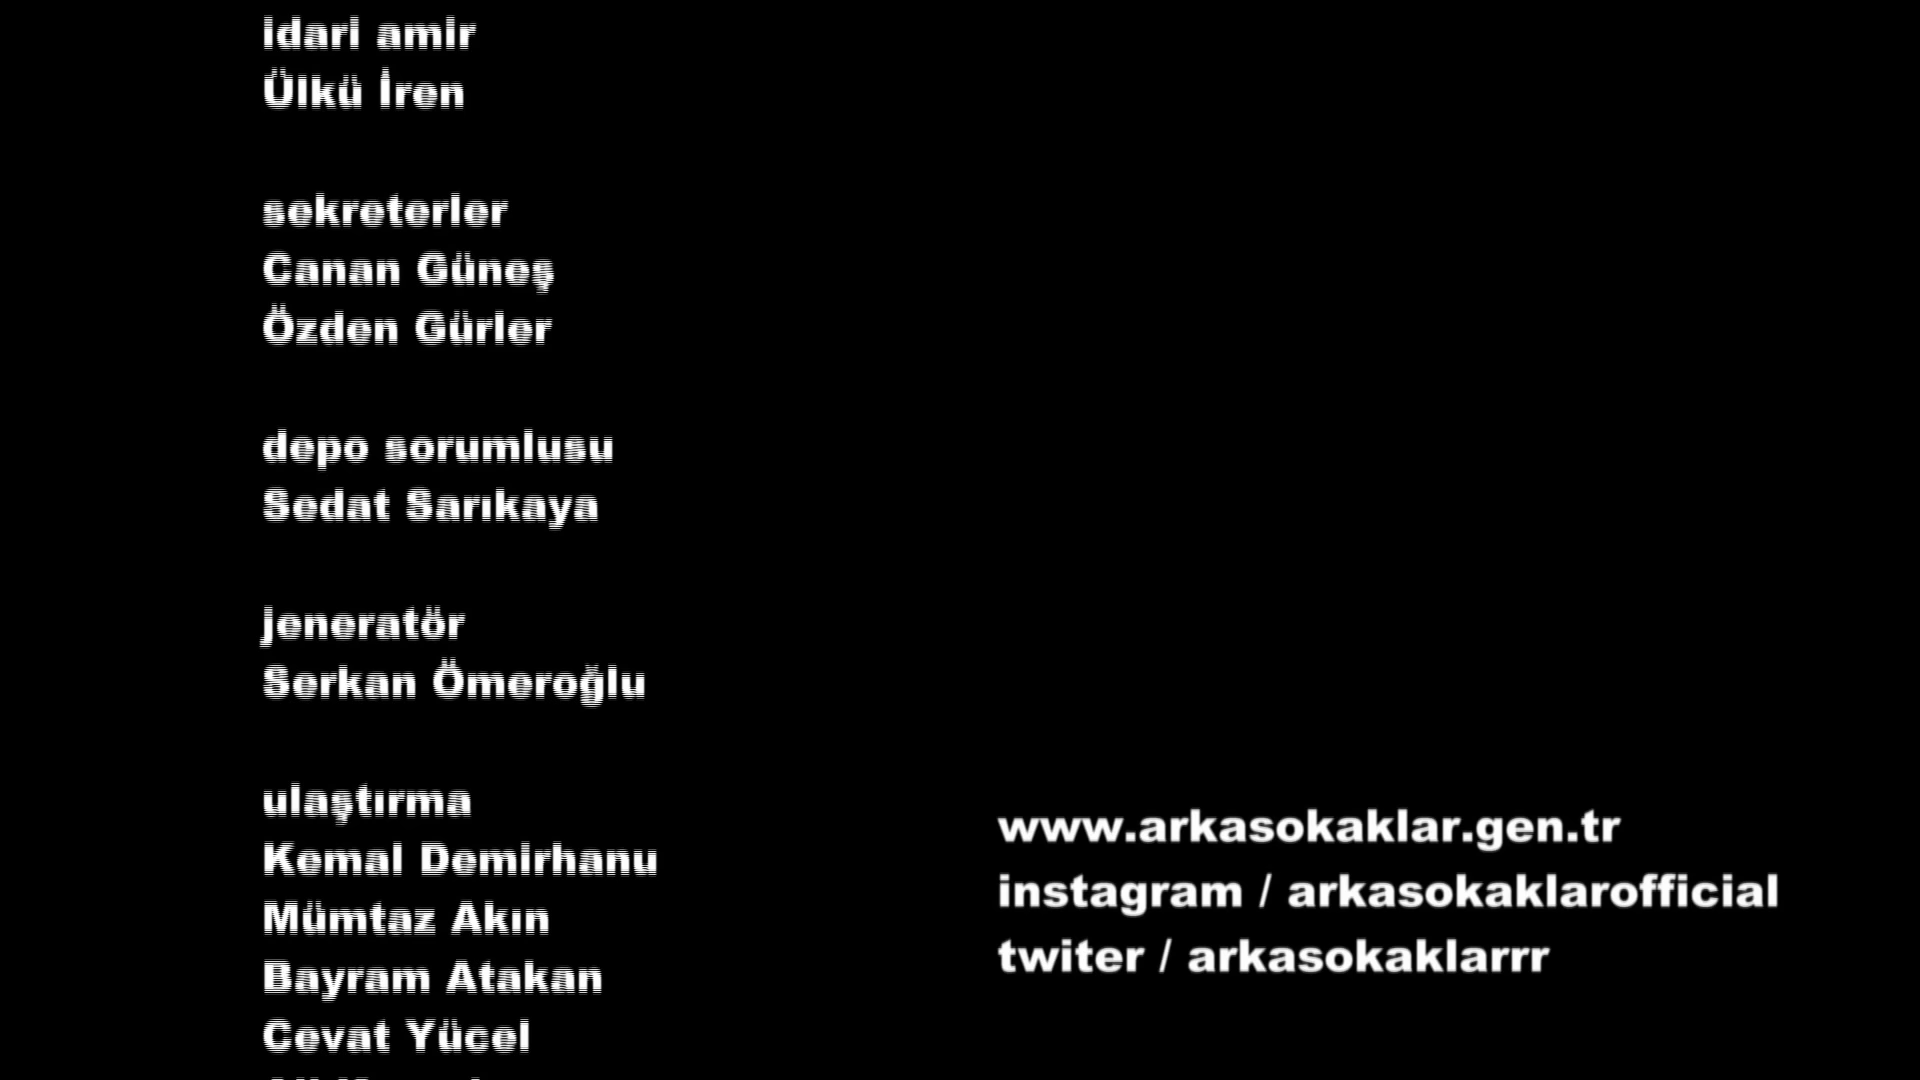 idari amir
Ülkü İren
sekreterler
Canan Güneş
Özden Gürler
depo sorumlusu
Sedat Sarıkaya
jeneratör
Serkan Ömeroğlu
ulaştırma
Kemal Demirhanu
Mümtaz Akın
Bayram Atakan
Cevat Yücel
www.arkasokaklar.gen.tr
instagram / arkasokaklarofficial
twiter / arkasokaklarrr